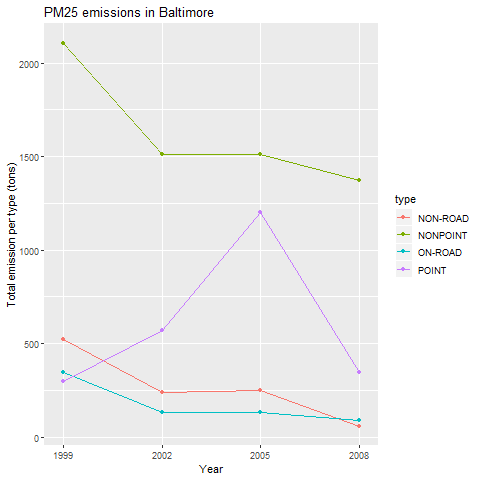 PM25 emissions in Baltimore
Total emission per type (tons)
2000
1500
1000
500
0
1999 2002 2005 2008
Year
type
NON-ROAD
NONPOINT
ON-ROAD
POINT